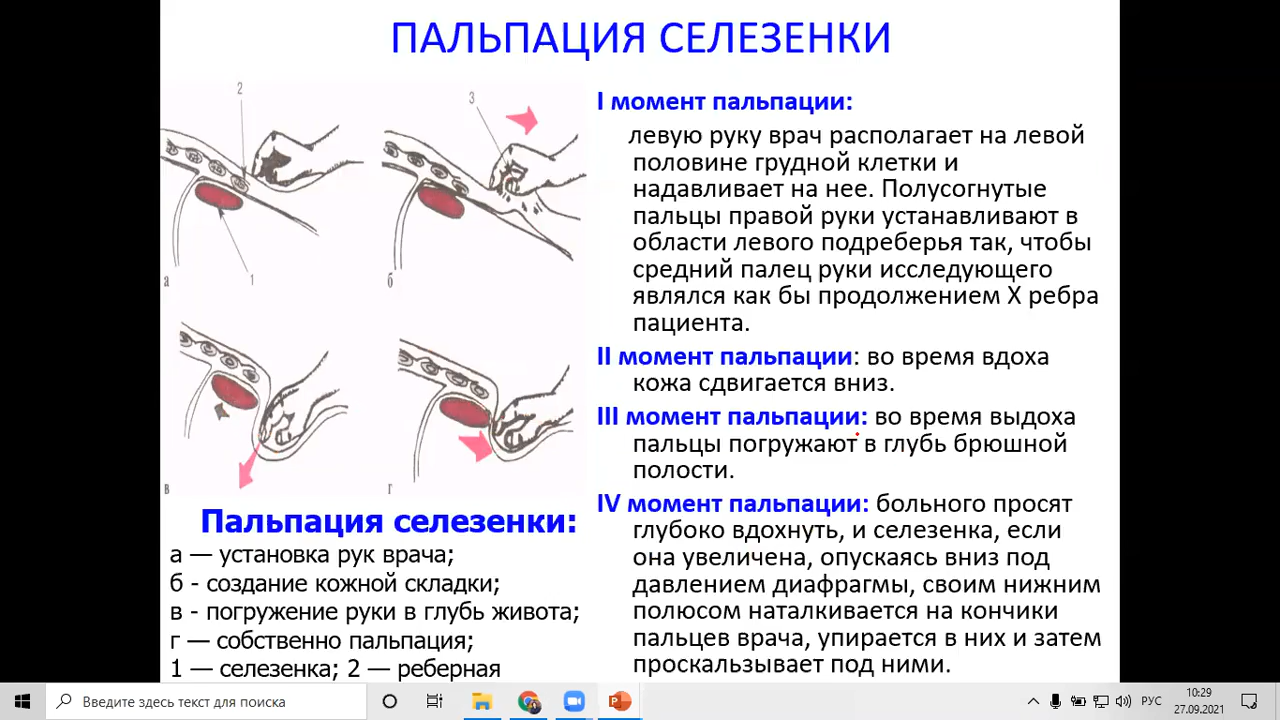 ПАЛЬПАЦИЯ СЕЛЕЗЕНКИ
2
3
1
а
б
в
г
Пальпация селезенки:
а — установка рук врача;
б - создание кожной складки;
в - погружение руки в глубь живота;
г — собственно пальпация;
1 — селезенка; 2 — реберная
I момент пальпации:
левую руку врач располагает на левой
половине грудной клетки и
надавливает на нее. Полусогнутые
пальцы правой руки устанавливают в
области левого подреберья так, чтобы
средний палец руки исследующего
являлся как бы продолжением X ребра
пациента.
II момент пальпации: во время вдоха
кожа сдвигается вниз.
III момент пальпации: во время выдоха
пальцы погружают в глубь брюшной
полости.
IV момент пальпации: больного просят
глубоко вдохнуть, и селезенка, если
она увеличена, опускаясь вниз под
давлением диафрагмы, своим нижним
полюсом наталкивается на кончики
пальцев врача, упирается в них и затем
проскальзывает под ними.
Введите здесь текст для поиска
РУС
10:29
27.09.2021